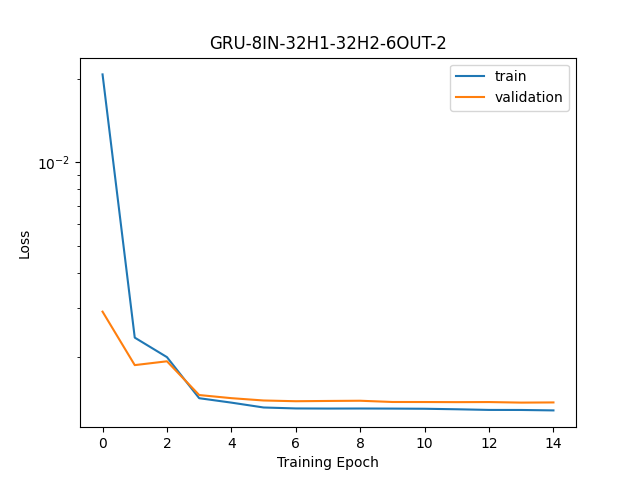 GRU-8IN-32H1-32H2-6OUT-2
train
validation
10⁻²
Loss
0 2 4 6 8 10 12 14
Training Epoch